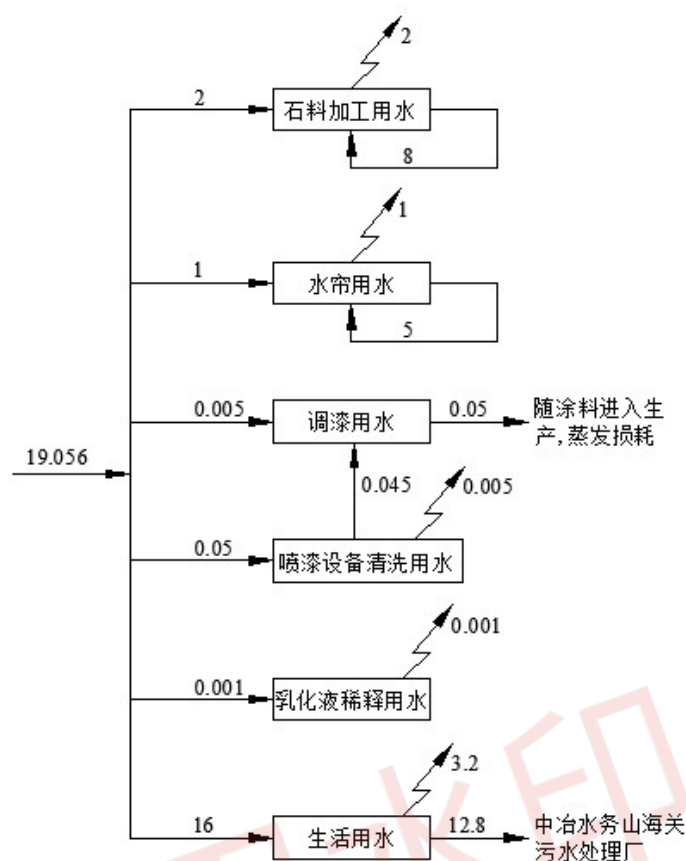 2
2
石料加工用水
8
1
1
水帘用水
5
0.005
调漆用水
0.05
随涂料进入生
产,蒸发损耗
19.056
0.045
0.005
0.05
喷漆设备清洗用水
0.001
0.001
乳化液稀释用水
3.2
16
生活用水
12.8
中冶水务山海关
污水处理厂
水印